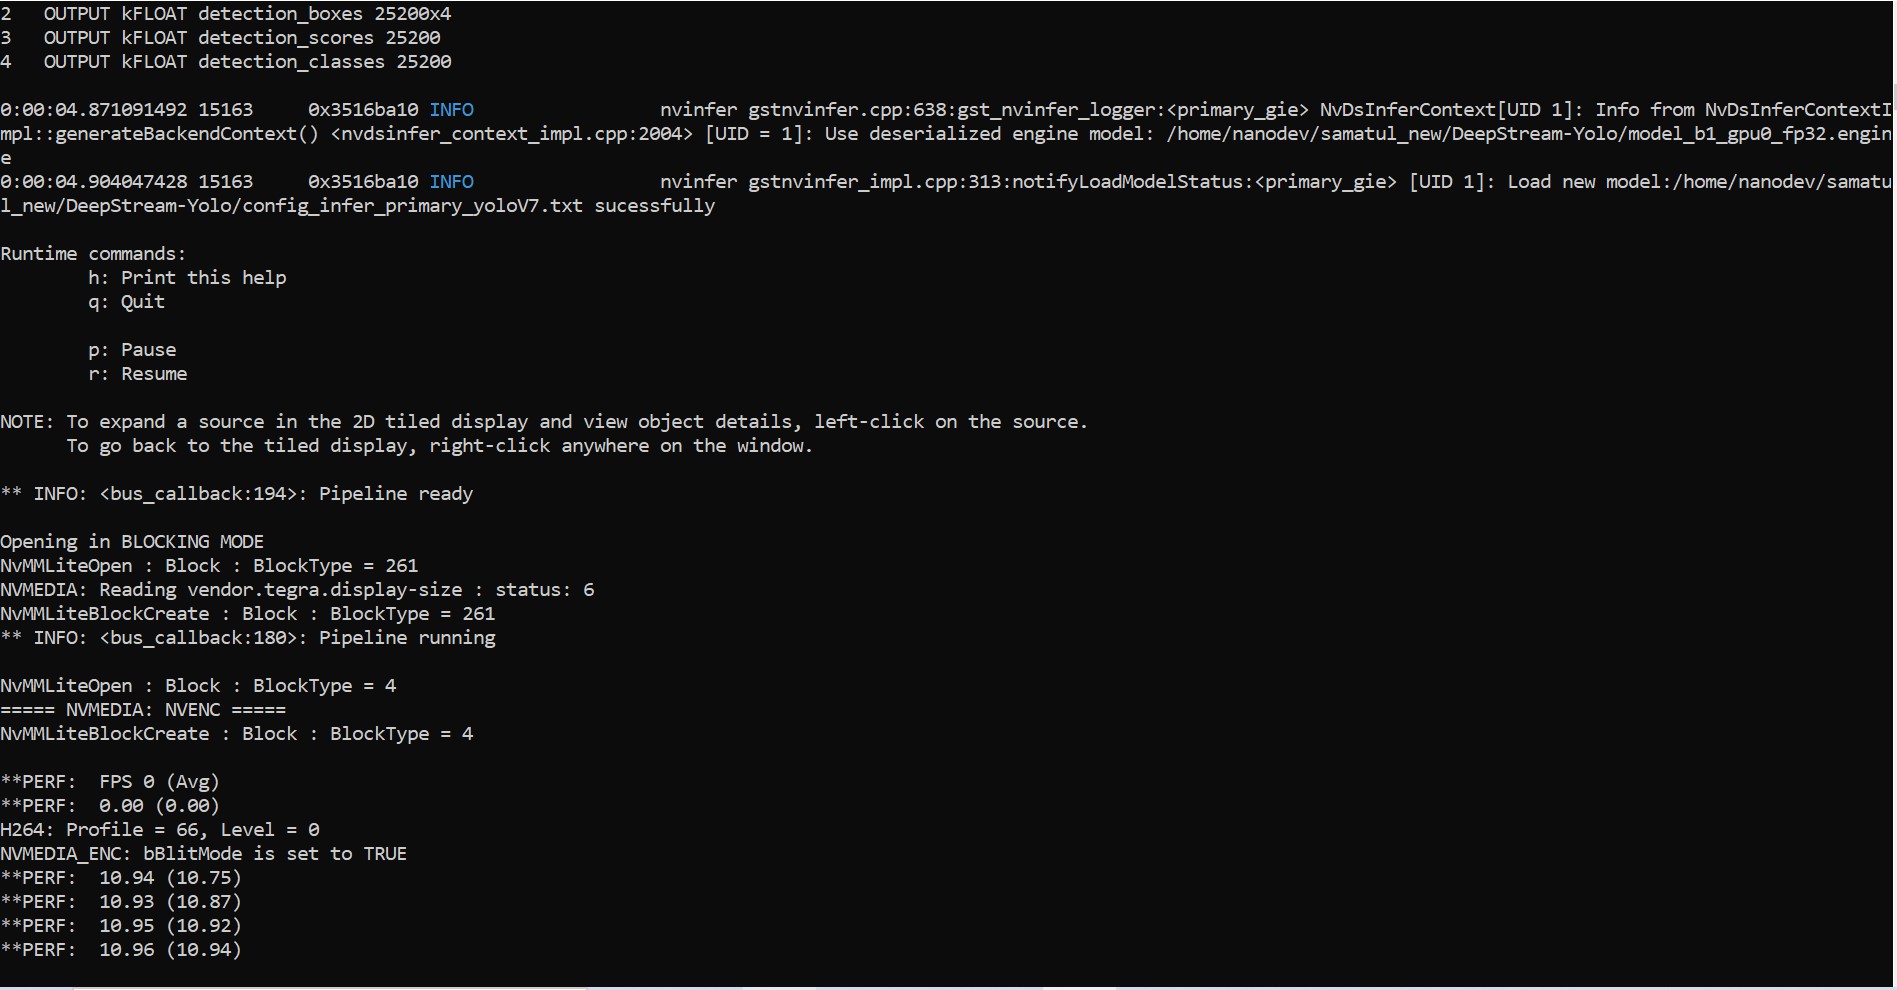 2   OUTPUT kFLOAT detection_boxes 25200x4
3   OUTPUT kFLOAT detection_scores 25200
4   OUTPUT kFLOAT detection_classes 25200
0:00:04.871091492 15163     0x3516ba10 INFO                 nvinfer gstnvinfer.cpp:638:gst_nvinfer_logger:<primary_gie> NvDsInferContext[UID 1]: Info from NvDsInferContextI
mpl::generateBackendContext() <nvdsinfer_context_impl.cpp:2004> [UID = 1]: Use deserialized engine model: /home/nanodev/samatul_new/DeepStream-Yolo/model_b1_gpu0_fp32.engin
e
0:00:04.904047428 15163     0x3516ba10 INFO                 nvinfer gstnvinfer_impl.cpp:313:notifyLoadModelStatus:<primary_gie> [UID 1]: Load new model:/home/nanodev/samatu
l_new/DeepStream-Yolo/config_infer_primary_yoloV7.txt sucessfully
Runtime commands:
        h: Print this help
        q: Quit
        p: Pause
        r: Resume
NOTE: To expand a source in the 2D tiled display and view object details, left-click on the source.
      To go back to the tiled display, right-click anywhere on the window.
** INFO: <bus_callback:194>: Pipeline ready
Opening in BLOCKING MODE
NvMMLiteOpen : Block : BlockType = 261
NVMEDIA: Reading vendor.tegra.display-size : status: 6
NvMMLiteBlockCreate : Block : BlockType = 261
** INFO: <bus_callback:180>: Pipeline running
NvMMLiteOpen : Block : BlockType = 4
===== NVMEDIA: NVENC =====
NvMMLiteBlockCreate : Block : BlockType = 4
**PERF:  FPS 0 (Avg)
**PERF:  0.00 (0.00)
H264: Profile = 66, Level = 0
NVMEDIA_ENC: bBlitMode is set to TRUE
**PERF:  10.94 (10.75)
**PERF:  10.93 (10.87)
**PERF:  10.95 (10.92)
**PERF:  10.96 (10.94)